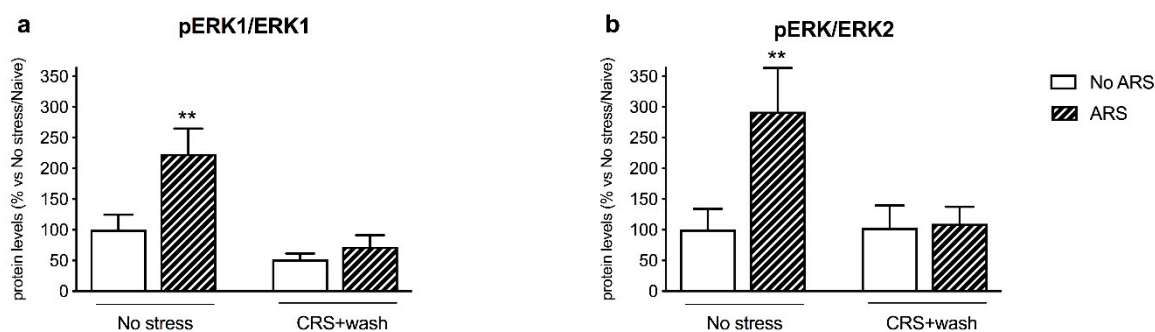 a
pERK1/ERK1
protein levels (% vs No stress/Naive)
350
300
250
200
150
100
50
0
**
No stress
CRS+wash
b
pERK/ERK2
protein levels (% vs No stress/Naive)
350
300
250
200
150
100
50
0
**
No stress
CRS+wash
No ARS
ARS